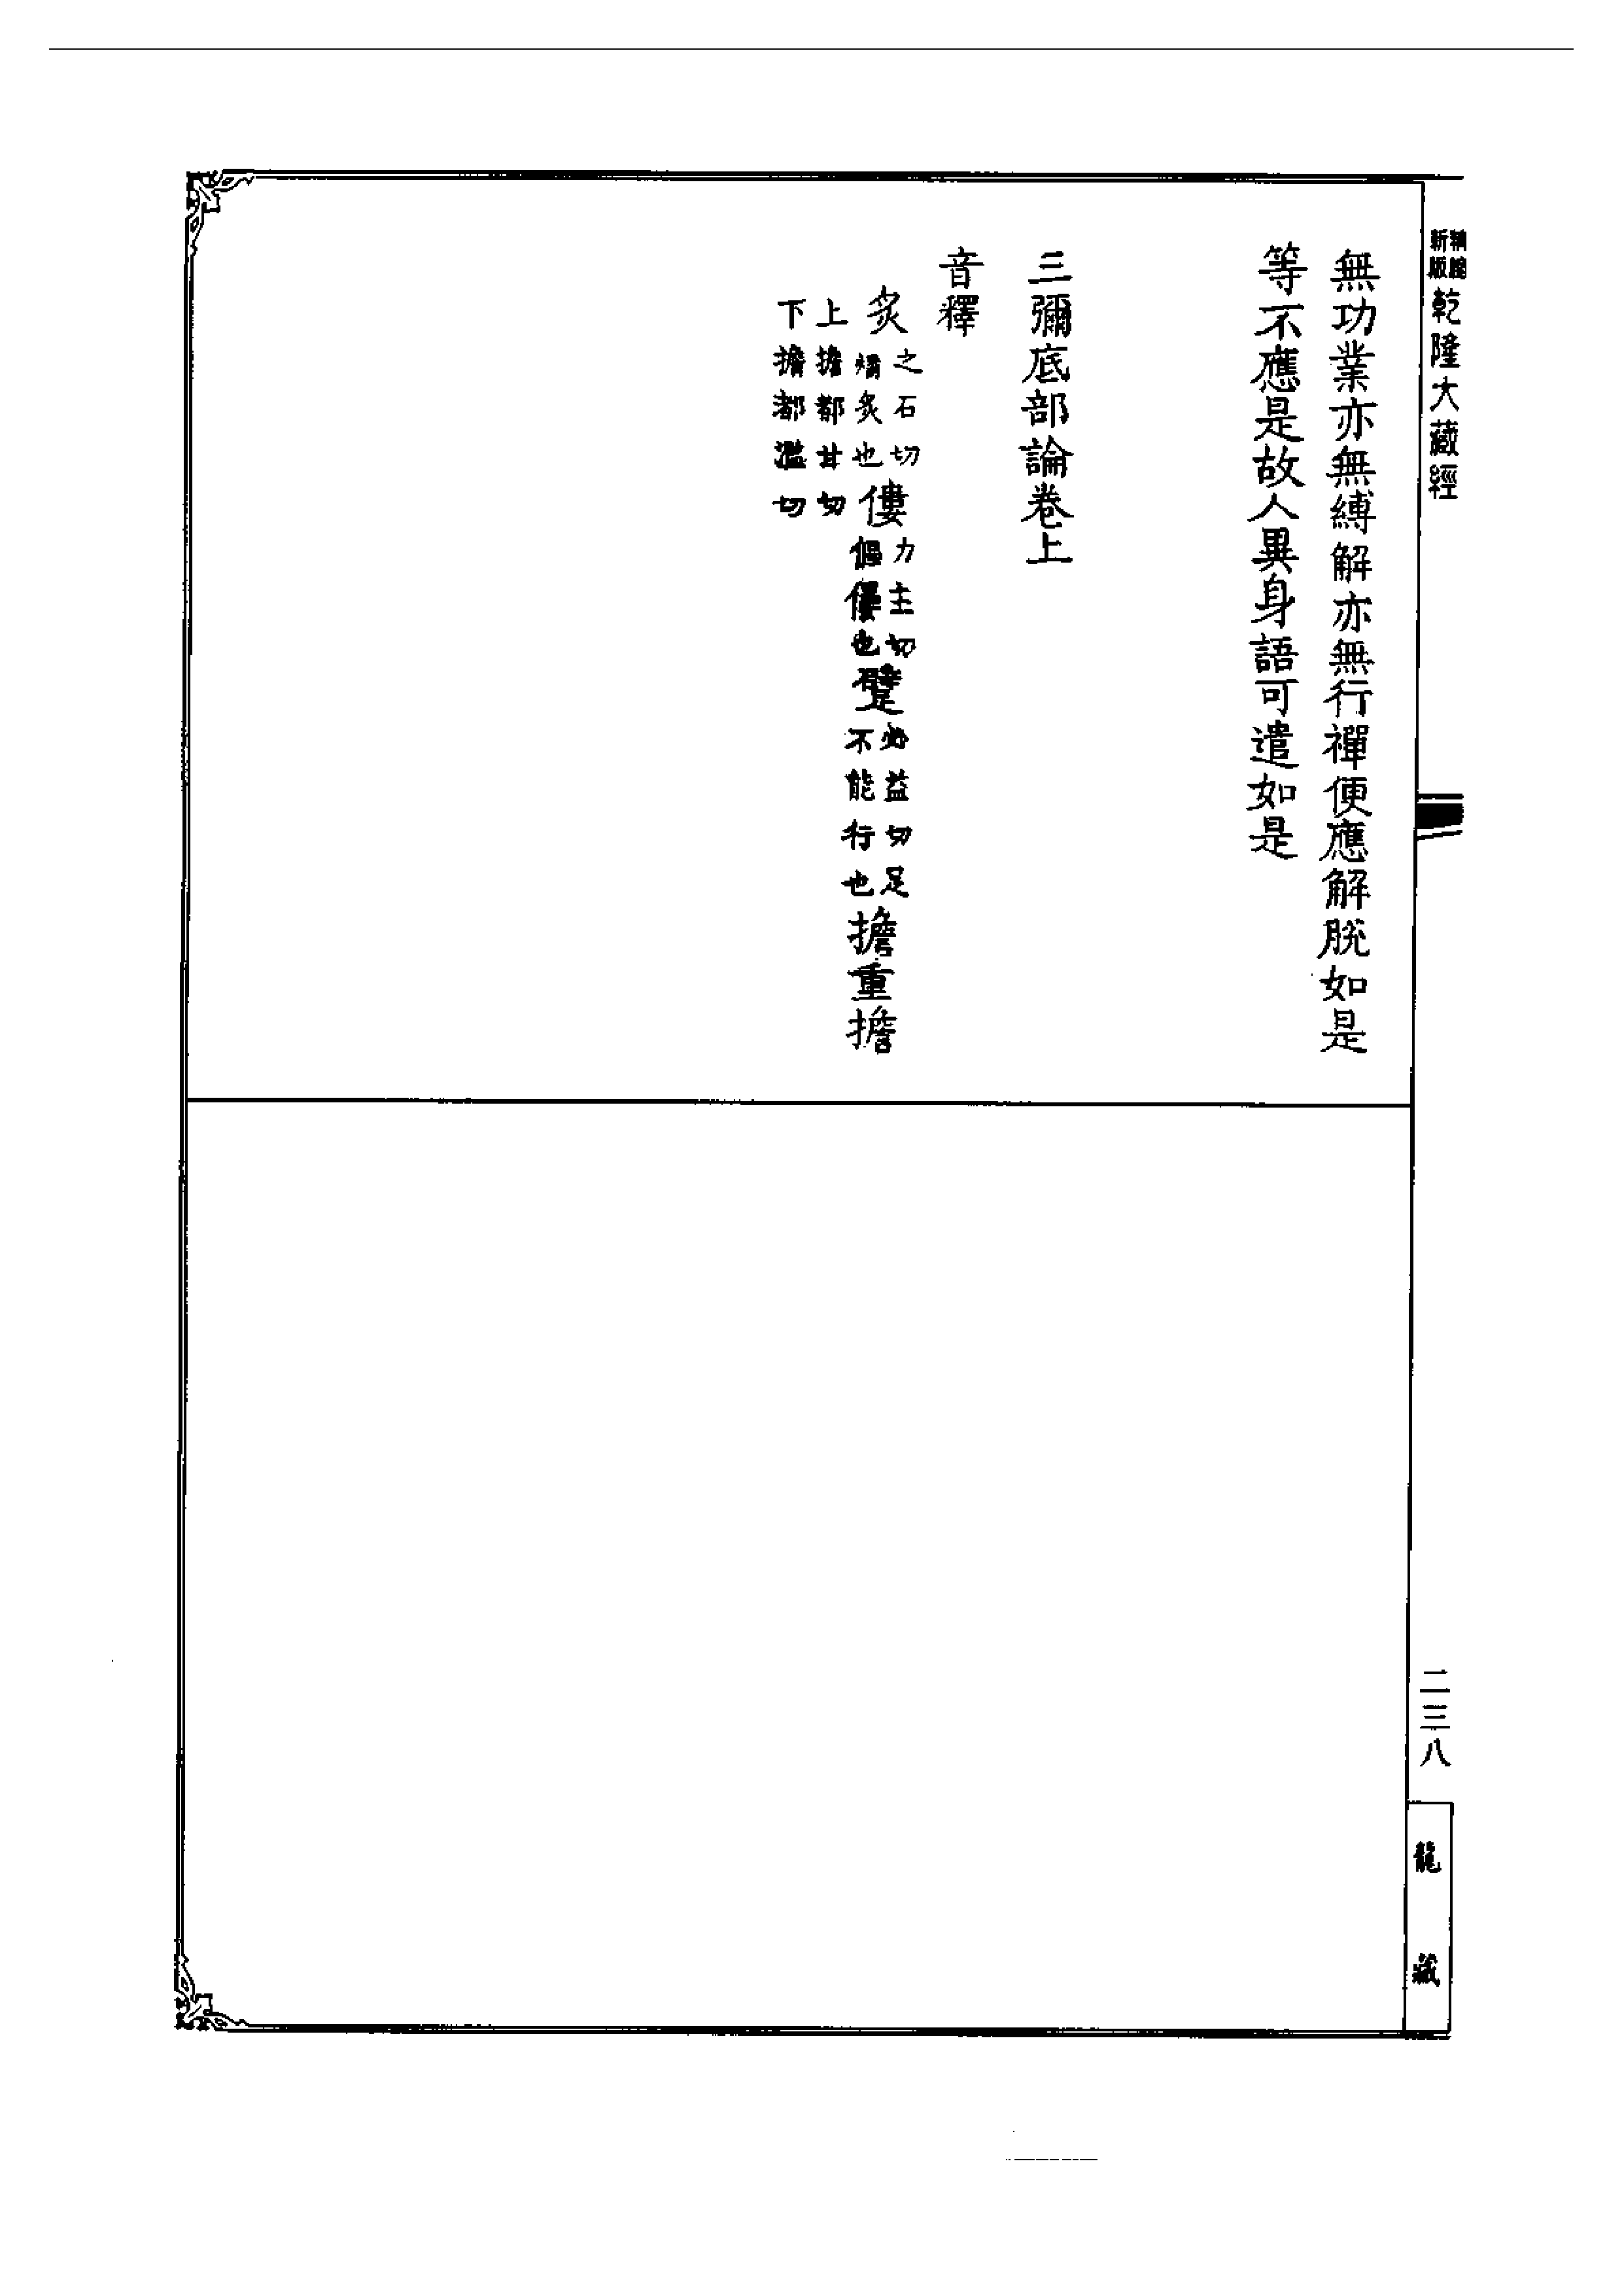 新版
乾隆大藏經
無功業亦無縛解亦無行禪便應解脫如是
等不應是故人異身語可遣如是
三彌底部論卷上
音釋
炙
之石切
燔炙也
僂
力主切
傴僂也
躄
必益切足
不能行也
擔重擔
上擔都甘切
下擔都濫切
二三八
龍藏